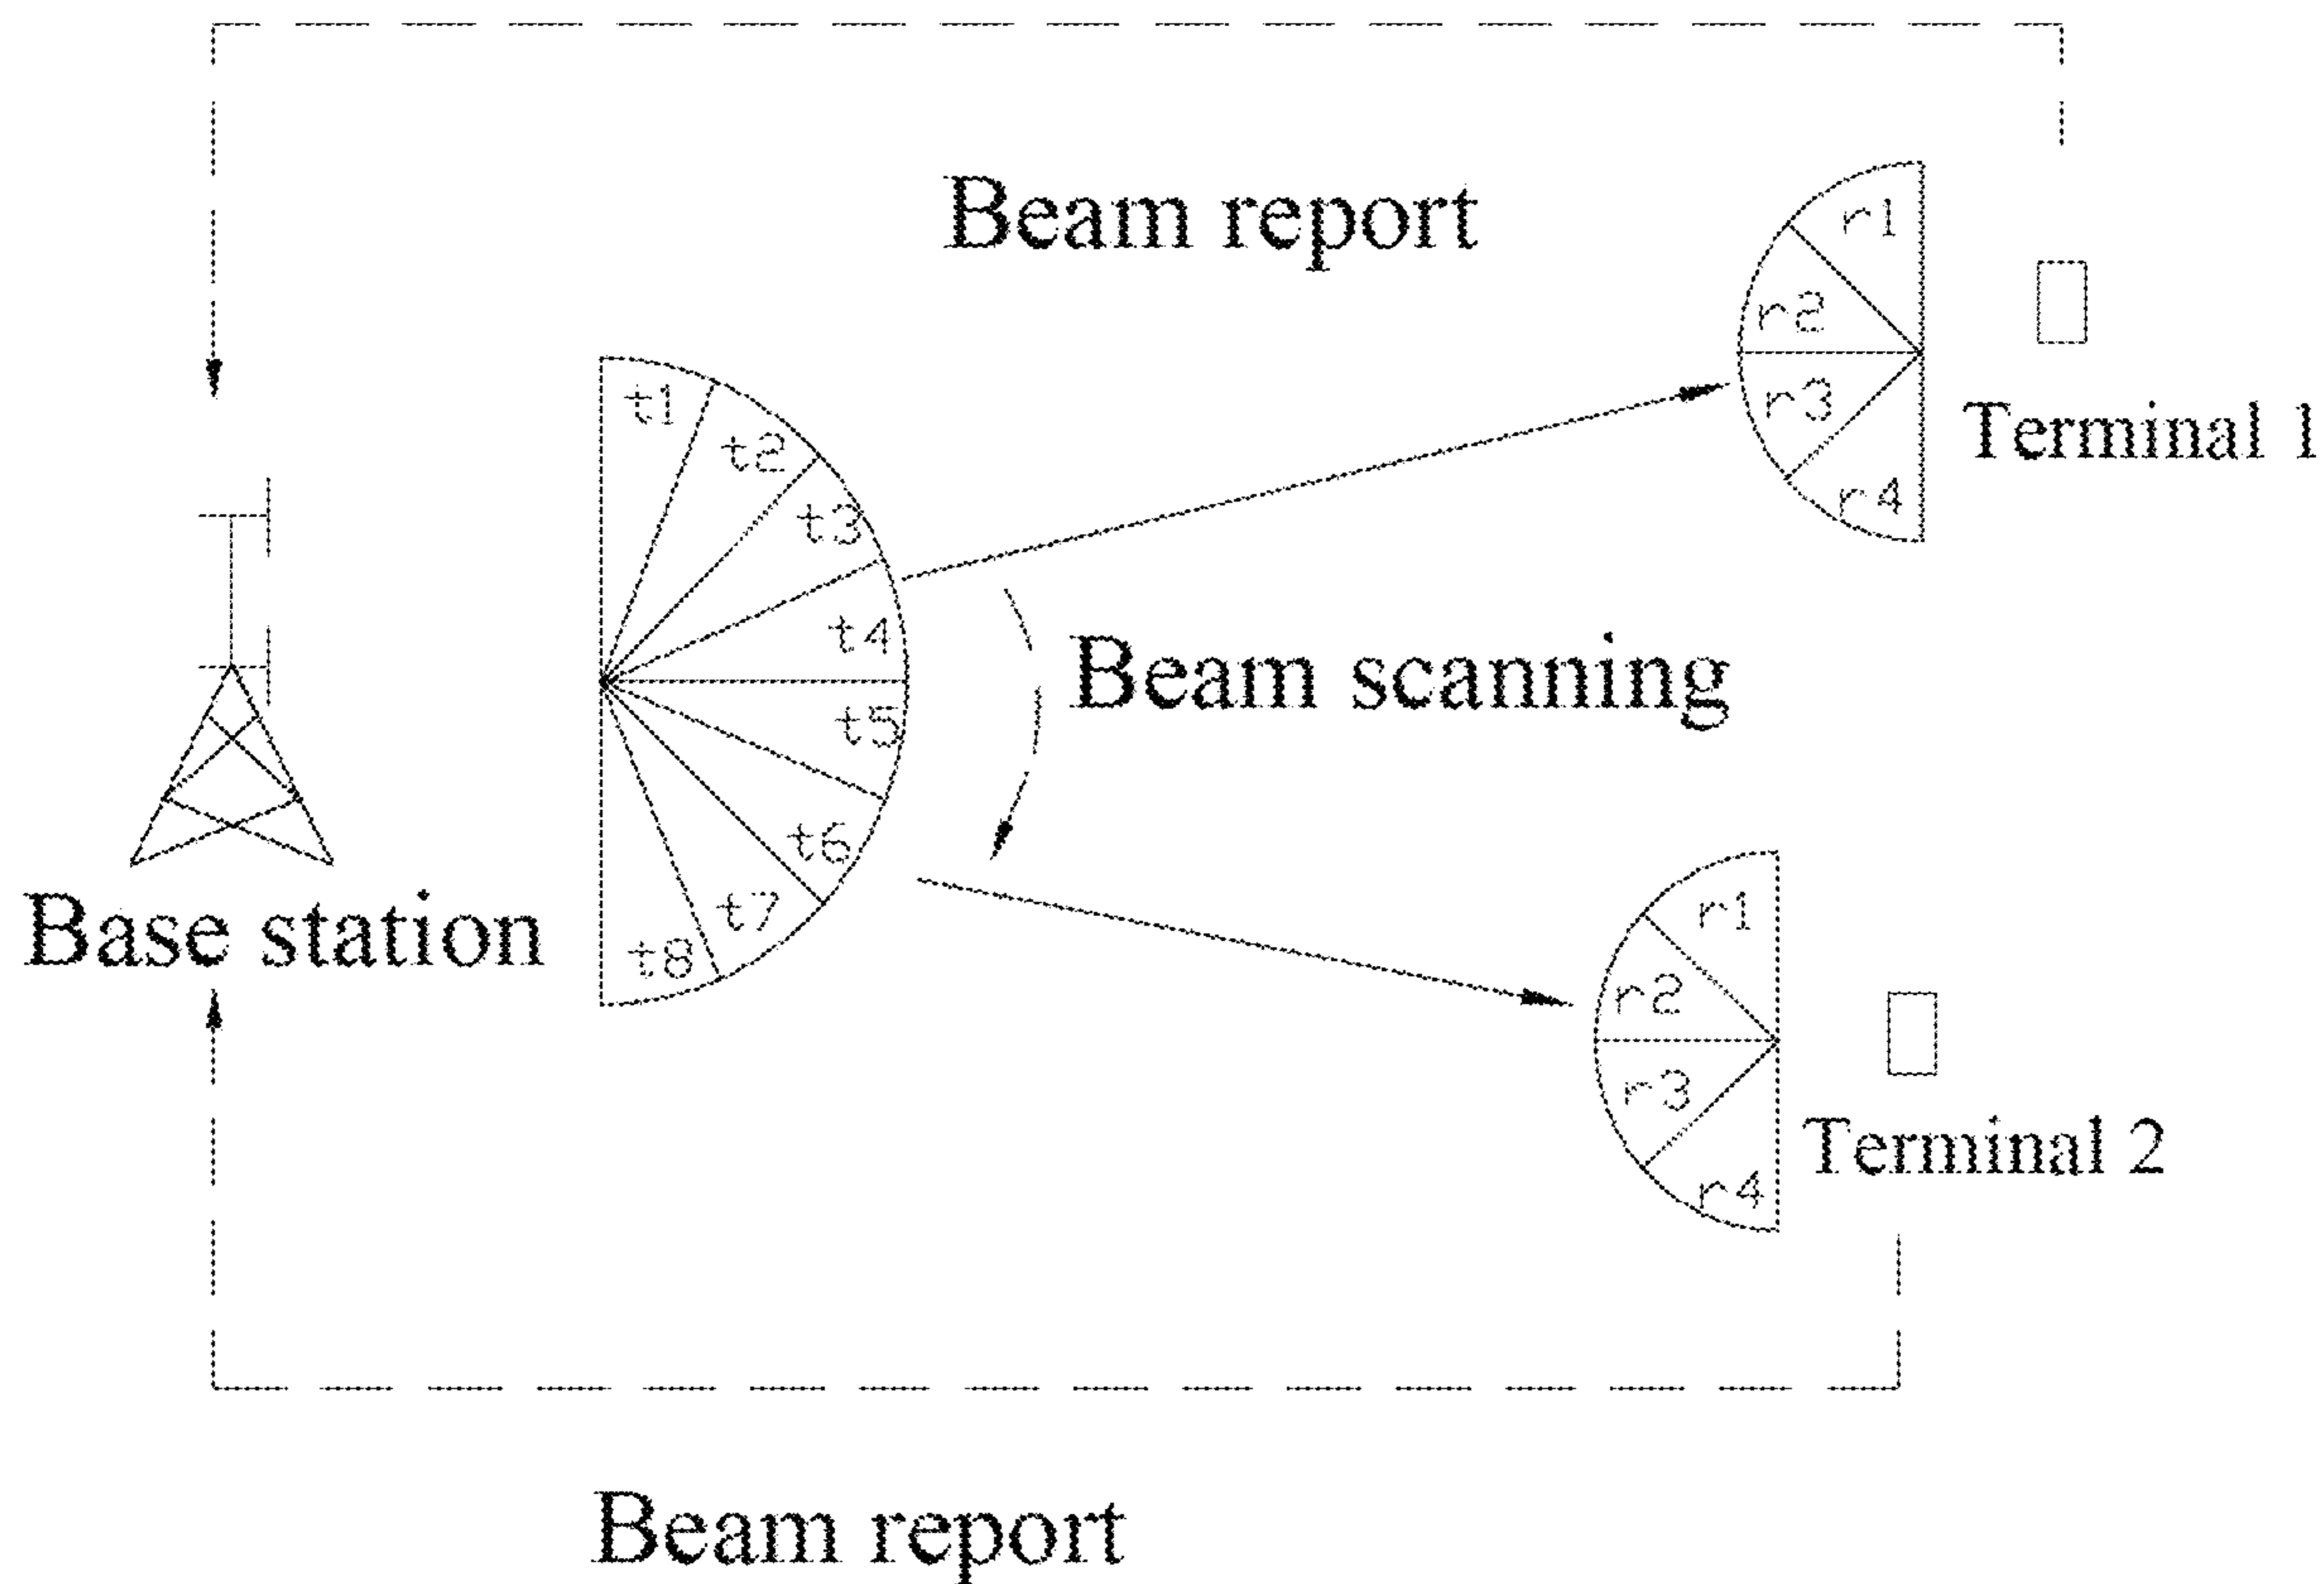 Beam report
r1
r2
r3
r4
Terminal 1
t1
t2
t3
t4
t5
t6
t7
t8
Beam scanning
Base station
r1
r2
r3
r4
Terminal 2
Beam report